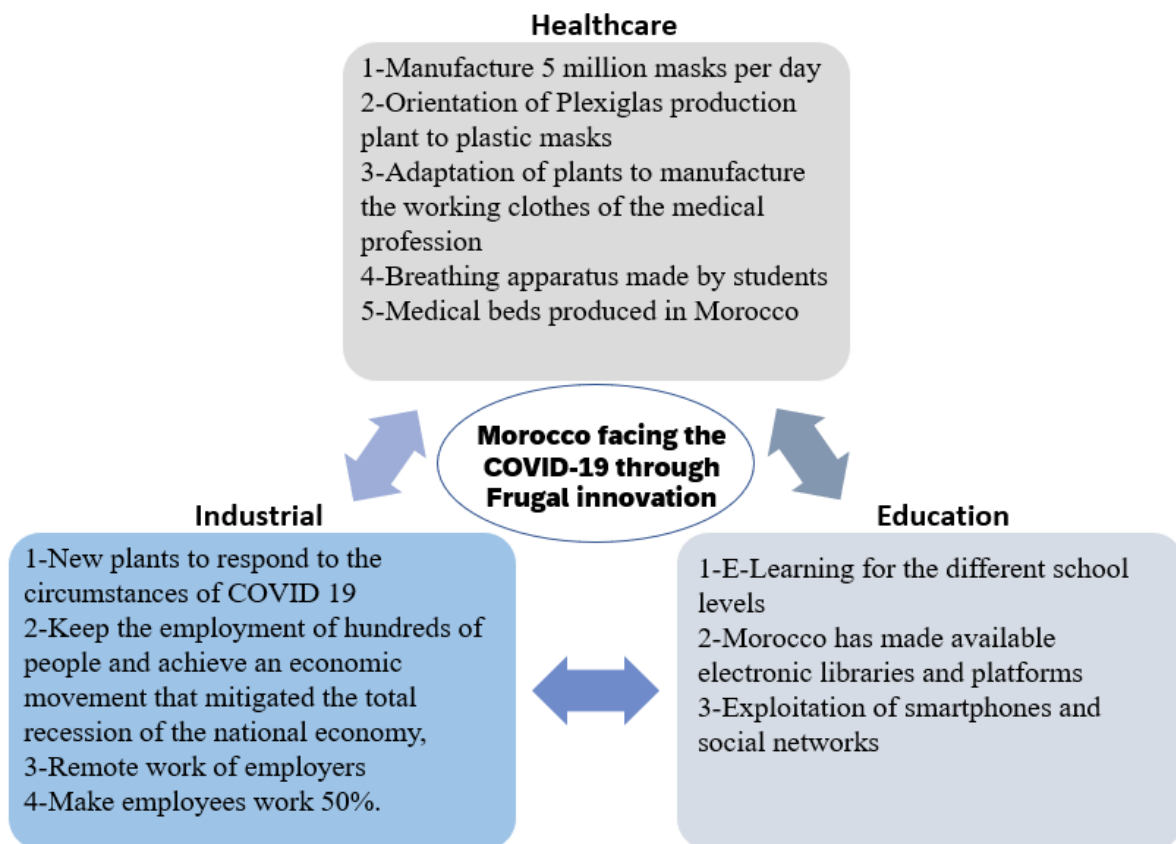 Healthcare
1-Manufacture 5 million masks per day
2-Orientation of Plexiglas production
plant to plastic masks
3-Adaptation of plants to manufacture
the working clothes of the medical
profession
4-Breathing apparatus made by students
5-Medical beds produced in Morocco
Morocco facing the
COVID-19 through
Frugal innovation
Industrial
1-New plants to respond to the
circumstances of COVID 19
2-Keep the employment of hundreds of
people and achieve an economic
movement that mitigated the total
recession of the national economy,
3-Remote work of employers
4-Make employees work 50%.
Education
1-E-Learning for the different school
levels
2-Morocco has made available
electronic libraries and platforms
3-Exploitation of smartphones and
social networks